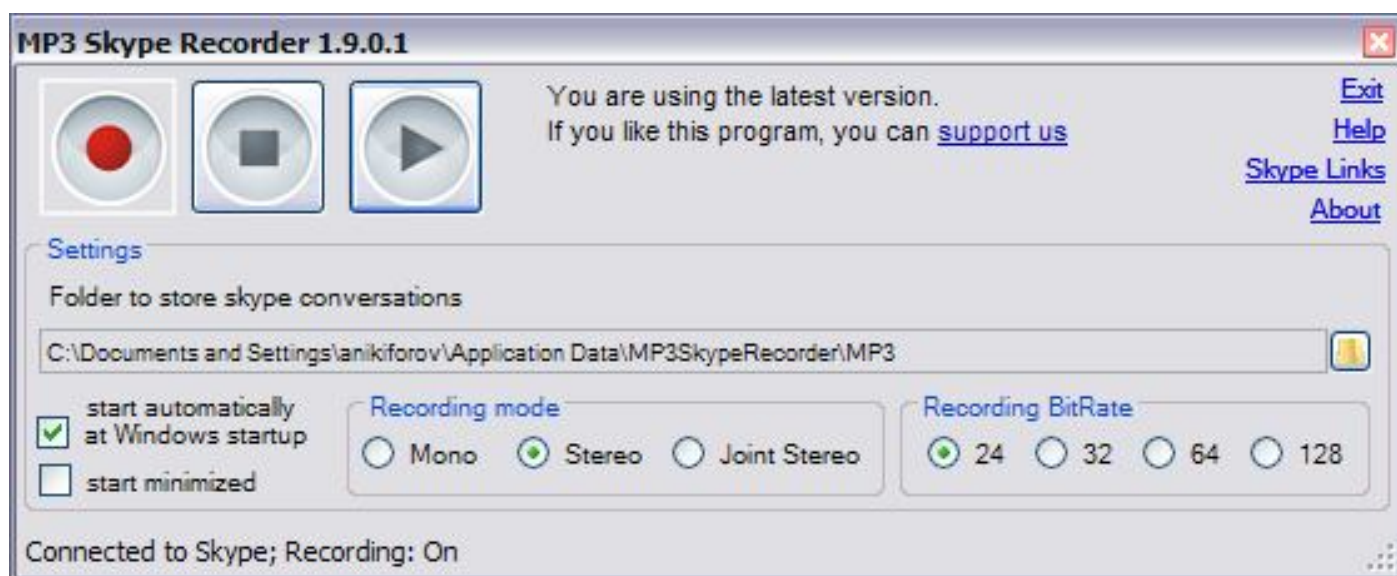 MP3 Skype Recorder 1.9.0.1
You are using the latest version.
If you like this program, you can support us
Exit
Help
Skype Links
About
Settings
Folder to store skype conversations
C:\Documents and Settings\anikiforov\Application Data\MP3SkypeRecorder\MP3
start automatically
at Windows startup
start minimized
Recording mode
Mono Stereo Joint Stereo
Recording BitRate
24 32 64 128
Connected to Skype; Recording: On